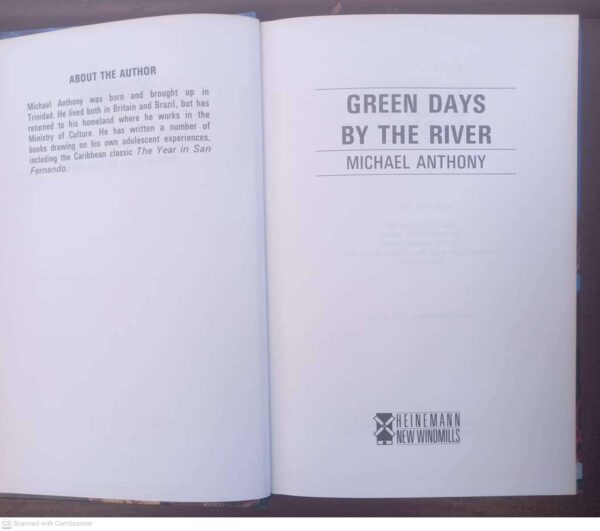 ABOUT THE AUTHOR
Michael Anthony was born and brought up in
Trinidad. He lived both in Britain and Brazil, but has
returned to his homeland where he works in the
Ministry of Culture. He has written a number of
books drawing on his own adolescent experiences,
including the Caribbean classic The Year in San
Fernando.
GREEN DAYS
BY THE RIVER
MICHAEL ANTHONY
HEINEMANN
NEW WINDMILLS
CS Scanned with CamScanner